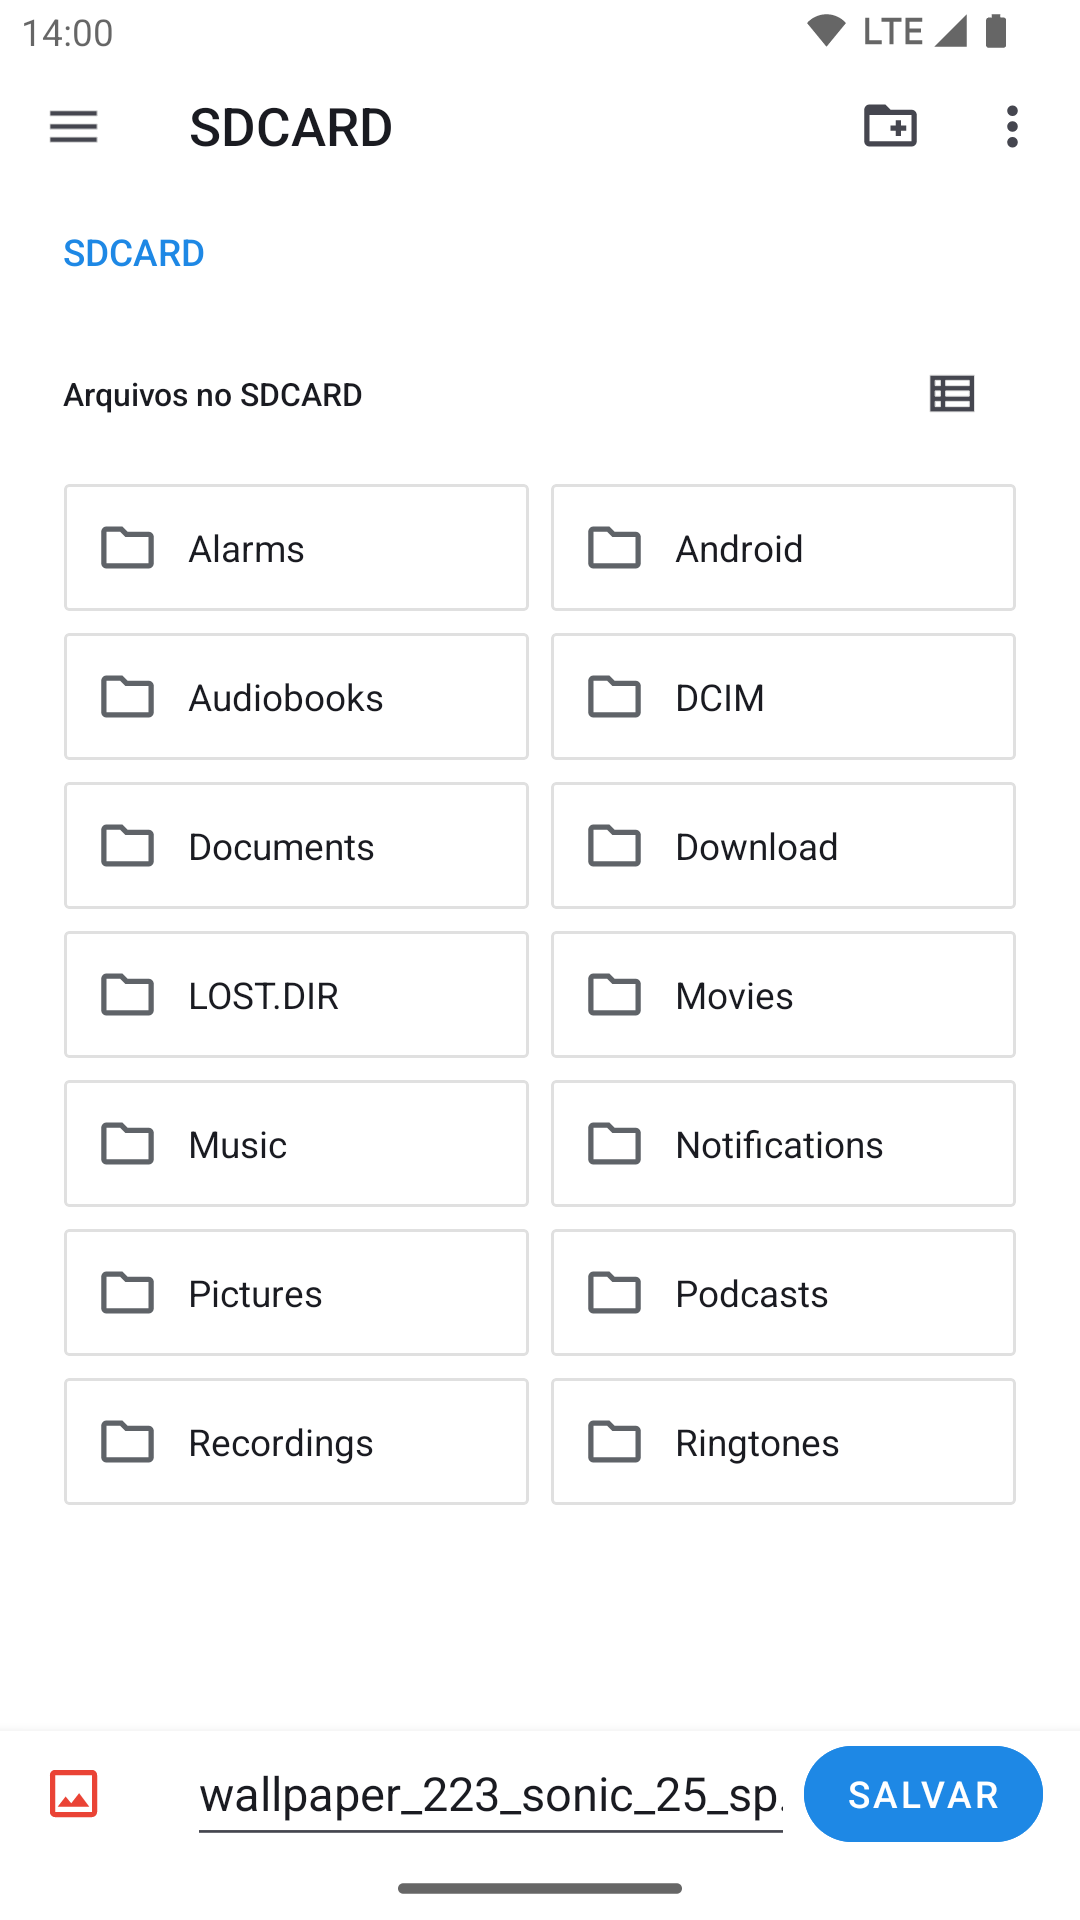 14:00
LTE
SDCARD
SDCARD
Arquivos no SDCARD
Alarms
Android
Audiobooks
DCIM
Documents
Download
LOST.DIR
Movies
Music
Notifications
Pictures
Podcasts
Recordings
Ringtones
wallpaper_223_sonic_25_sp.
SALVAR